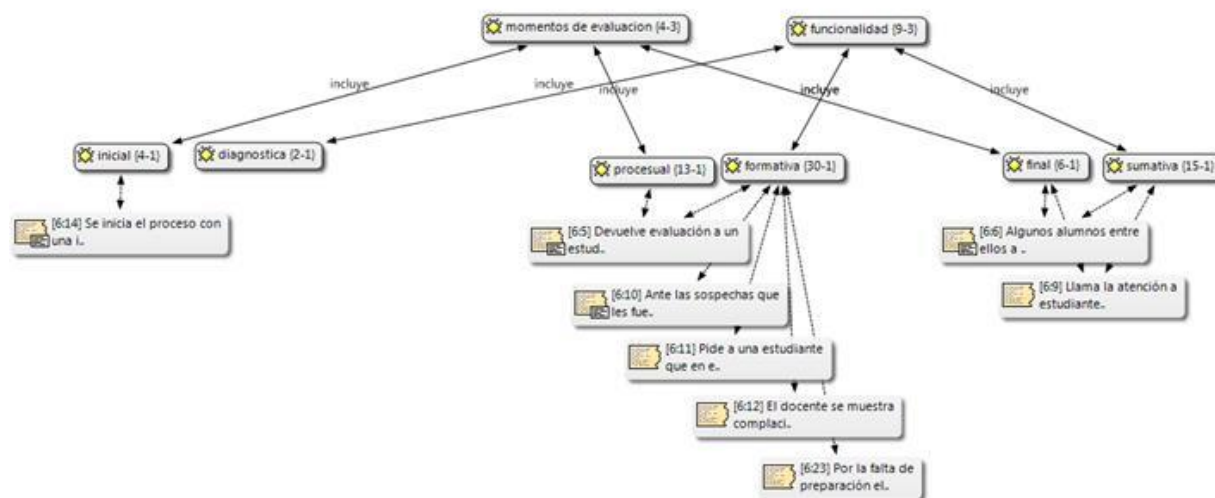 momentos de evaluacion {4-3}
funcionalidad {9-3}
incluye
incluye
incluye
incluye
incluye
inicial {4-1}
diagnostica {2-1}
procesual {13-1}
formativa {30-1}
final {6-1}
sumativa {15-1}
[6:14] Se inicia el proceso con
una i..
[6:5] Devuelve evaluación a un
estud..
[6:6] Algunos alumnos entre
ellos a ..
[6:10] Ante las sospechas que
les fue..
[6:9] Llama la atención a
estudiante..
[6:11] Pide a una estudiante
que en e..
[6:12] El docente se muestra
complaci..
[6:23] Por la falta de
preparación el..